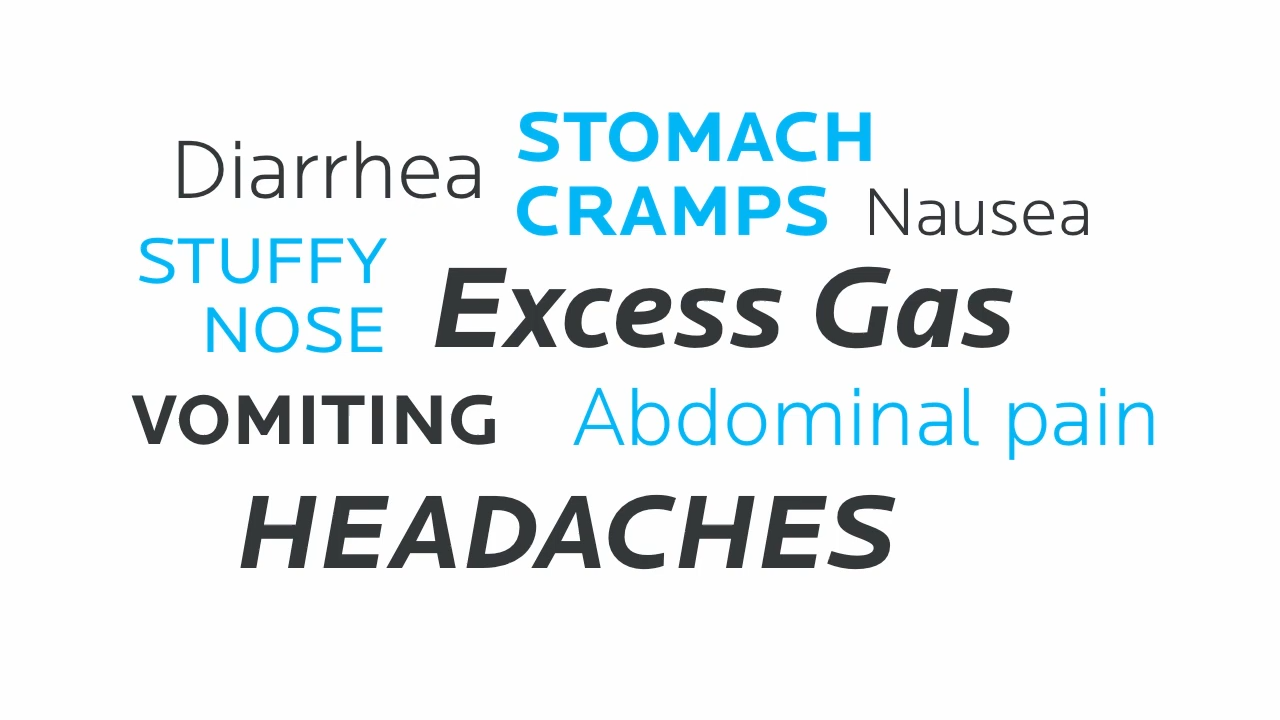 Diarrhea
STOMACH
CRAMPS
Nausea
STUFFY
NOSE
Excess Gas
VOMITING
Abdominal pain
HEADACHES